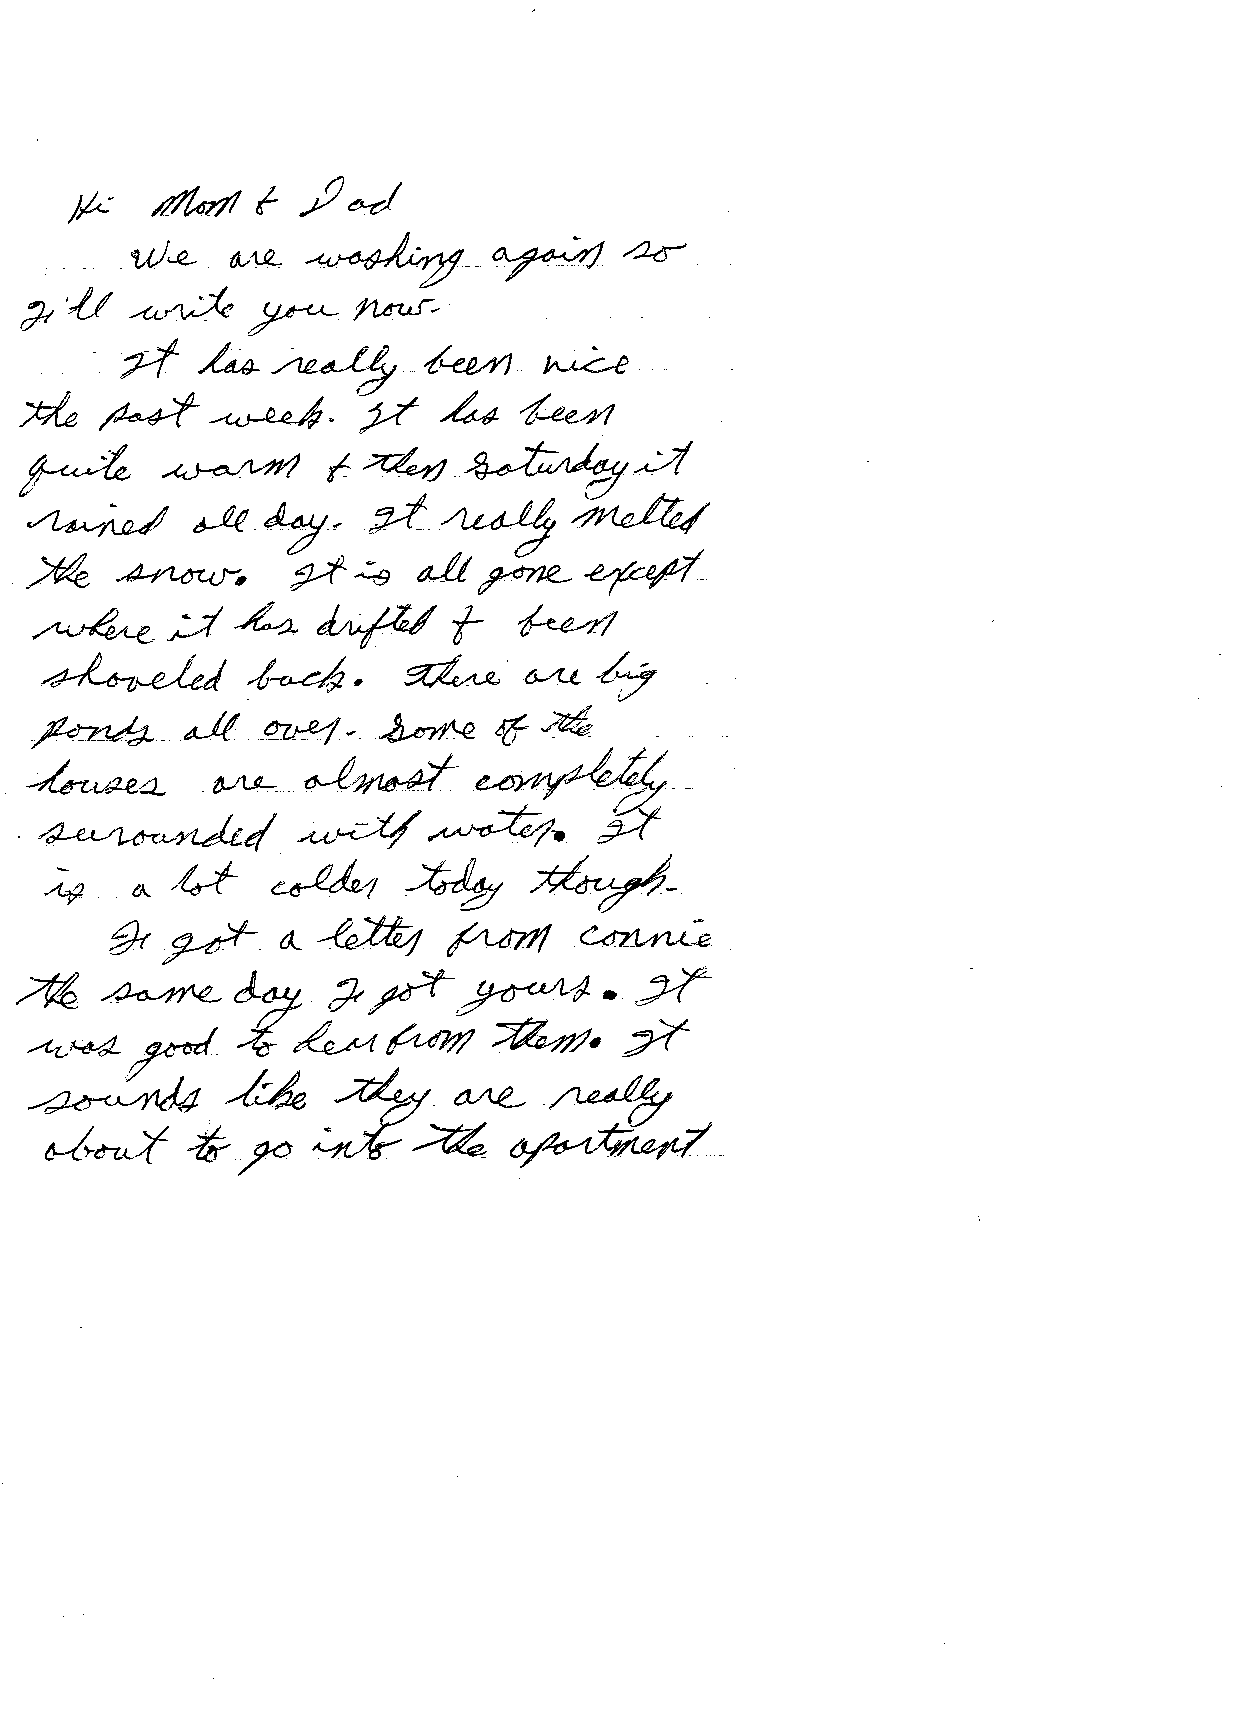 Hi Mom & Dad
We are washing again so
I'll write you now.
It has really been nice
the past week. It has been
quite warm & then Saturday it
rained all day. It really melted
the snow. It is all gone except
where it has drifted & been
shoveled back. There are big
ponds all over. Some of the
houses are almost completely
surounded with water. It
is a lot colder today though.
I got a letter from Connie
the same day I got yours. It
was good to hear from them. It
sounds like they are really
about to go into the apartment